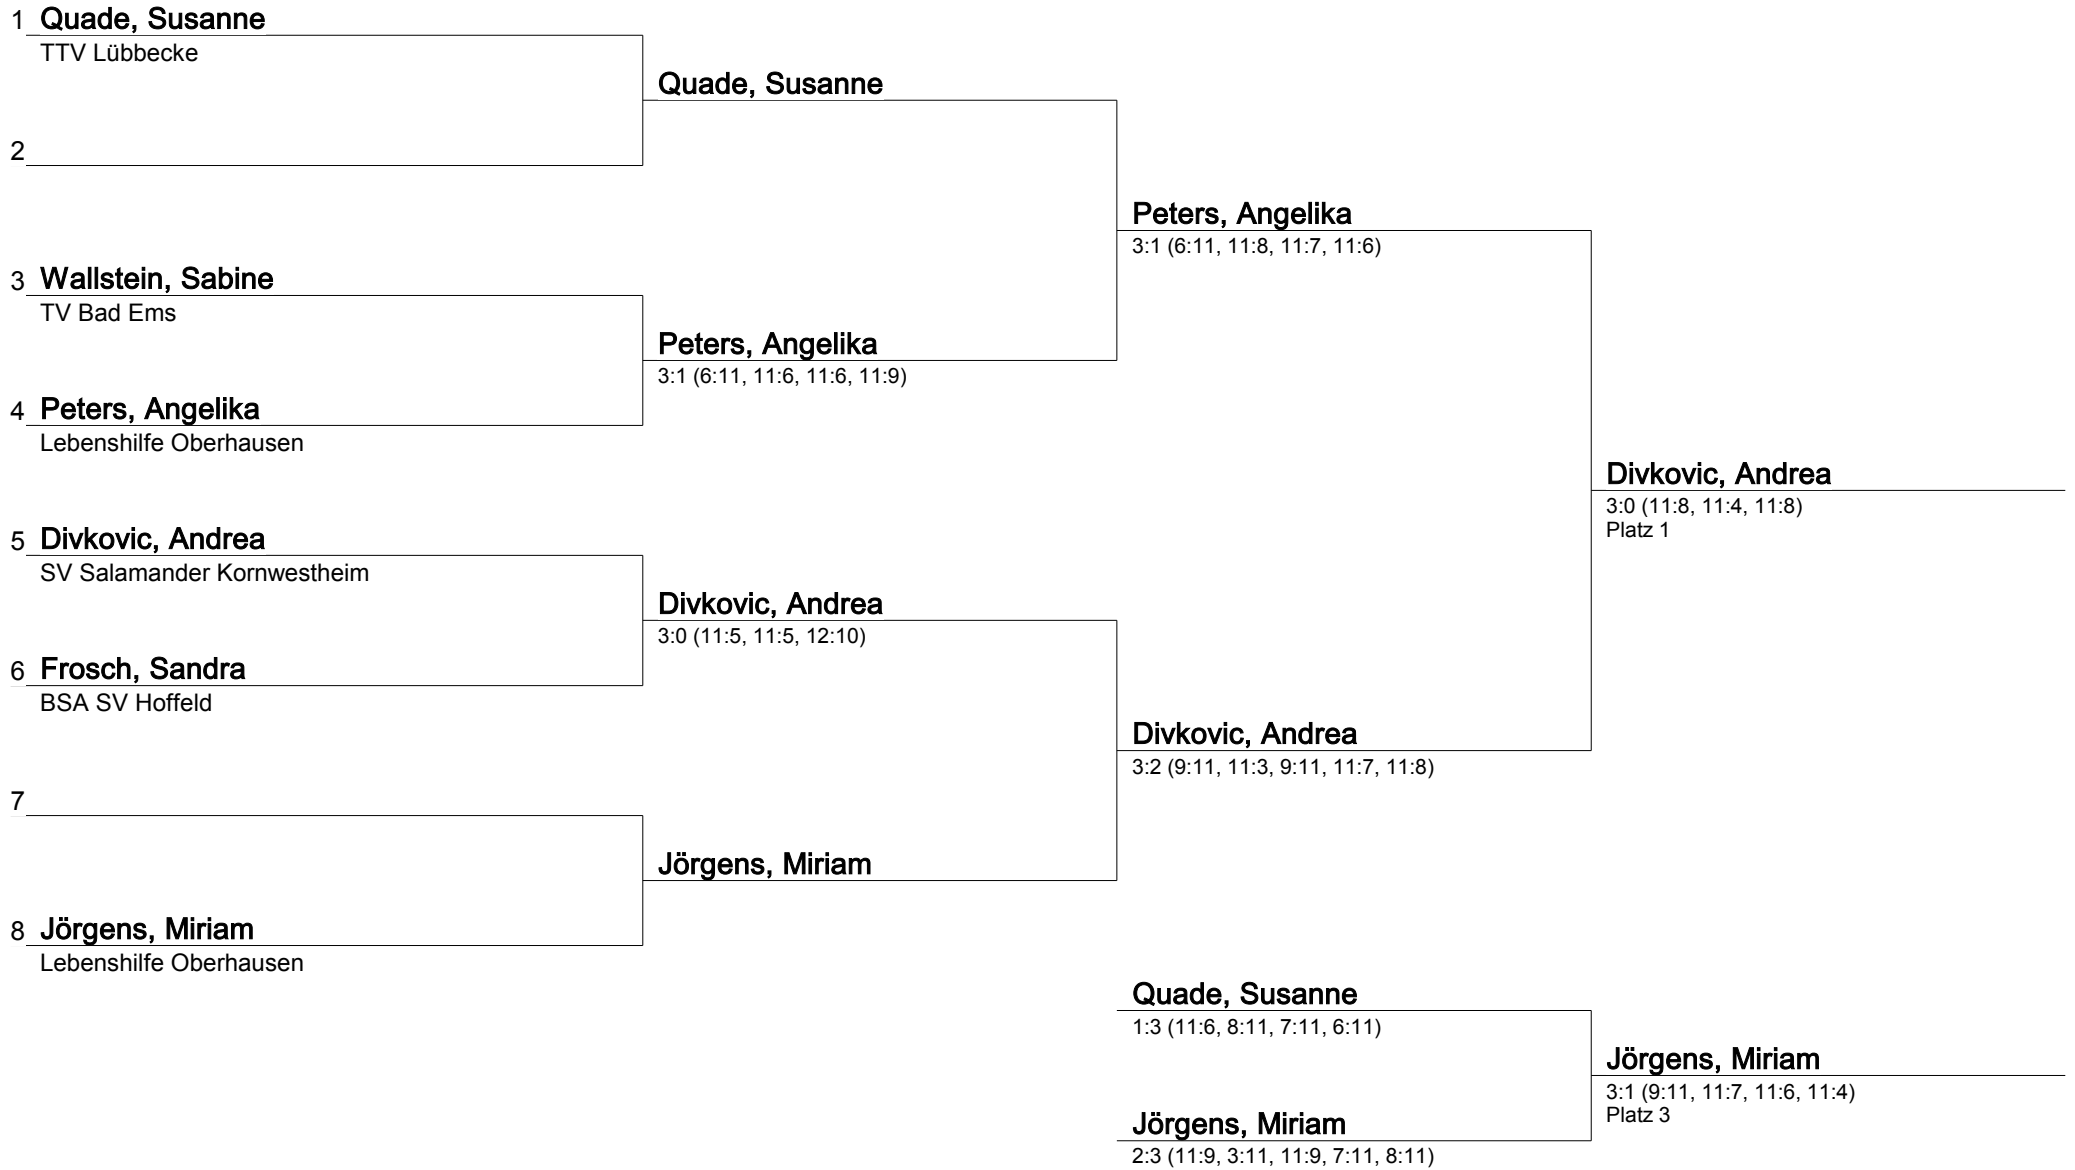 1 Quade, Susanne
TTV Lübbecke
Quade, Susanne
2
Peters, Angelika
3:1 (6:11, 11:8, 11:7, 11:6)
3 Wallstein, Sabine
TV Bad Ems
Peters, Angelika
3:1 (6:11, 11:6, 11:6, 11:9)
4 Peters, Angelika
Lebenshilfe Oberhausen
Divkovic, Andrea
3:0 (11:8, 11:4, 11:8)
Platz 1
5 Divkovic, Andrea
SV Salamander Kornwestheim
Divkovic, Andrea
3:0 (11:5, 11:5, 12:10)
6 Frosch, Sandra
BSA SV Hoffeld
Divkovic, Andrea
3:2 (9:11, 11:3, 9:11, 11:7, 11:8)
7
Jörgens, Miriam
8 Jörgens, Miriam
Lebenshilfe Oberhausen
Quade, Susanne
1:3 (11:6, 8:11, 7:11, 6:11)
Jörgens, Miriam
3:1 (9:11, 11:7, 11:6, 11:4)
Platz 3
Jörgens, Miriam
2:3 (11:9, 3:11, 11:9, 7:11, 8:11)